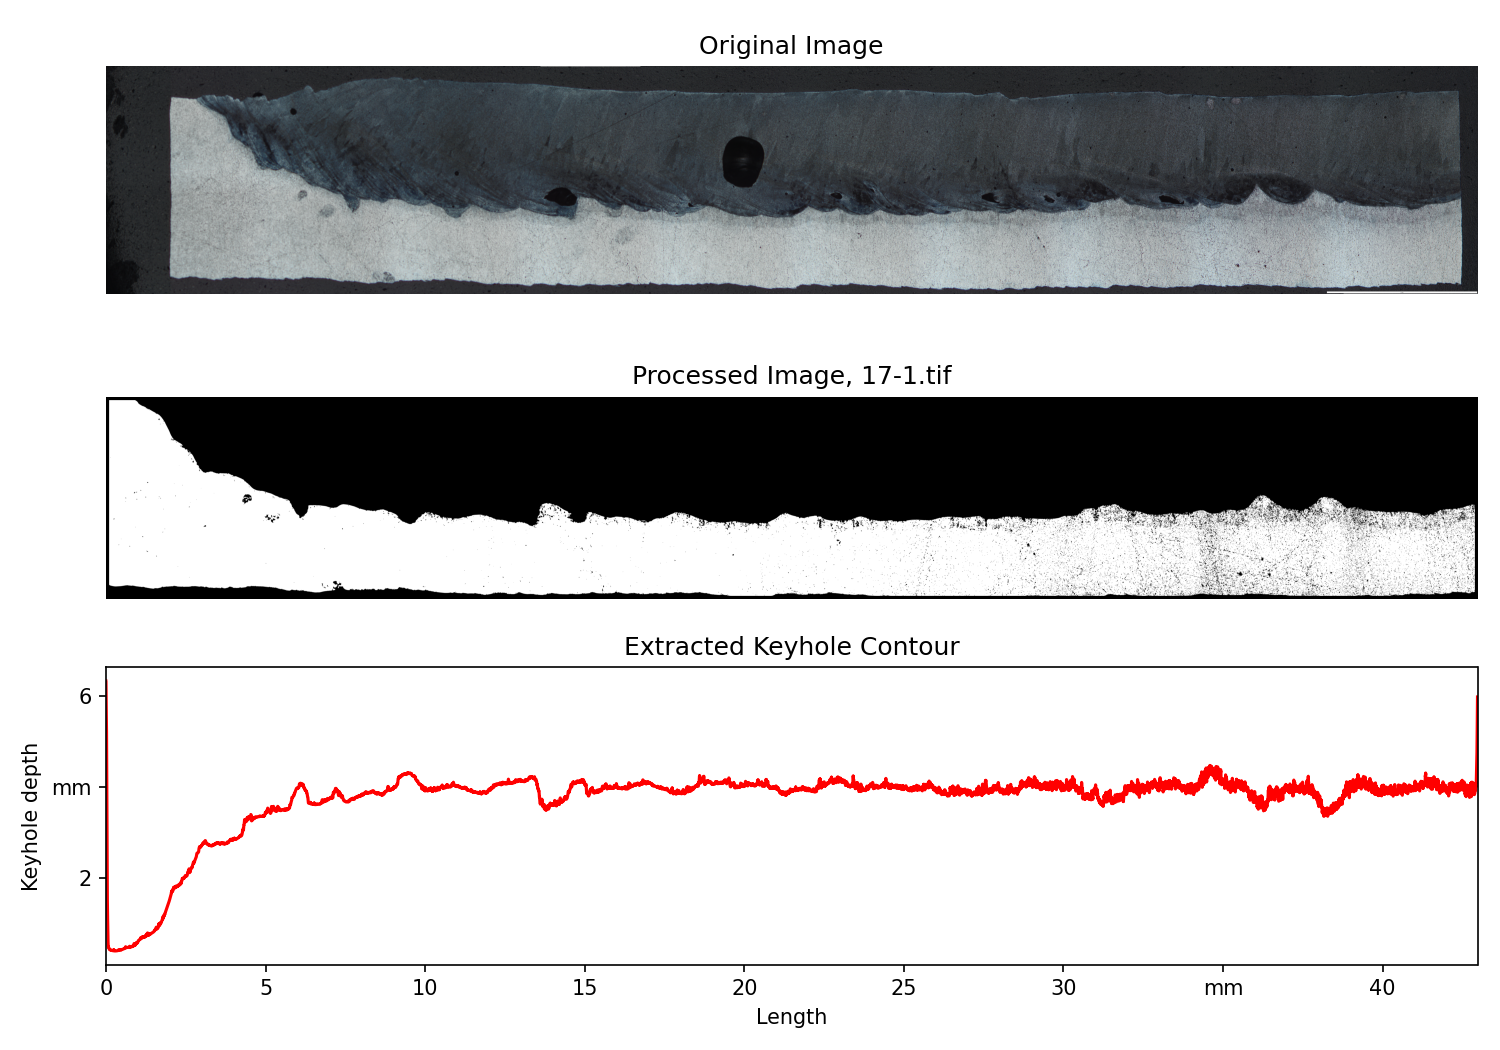 Original Image
Processed Image, 17-1.tif
Extracted Keyhole Contour
6
mm
2
Keyhole depth
0 5 10 15 20 25 30 mm 40
Length